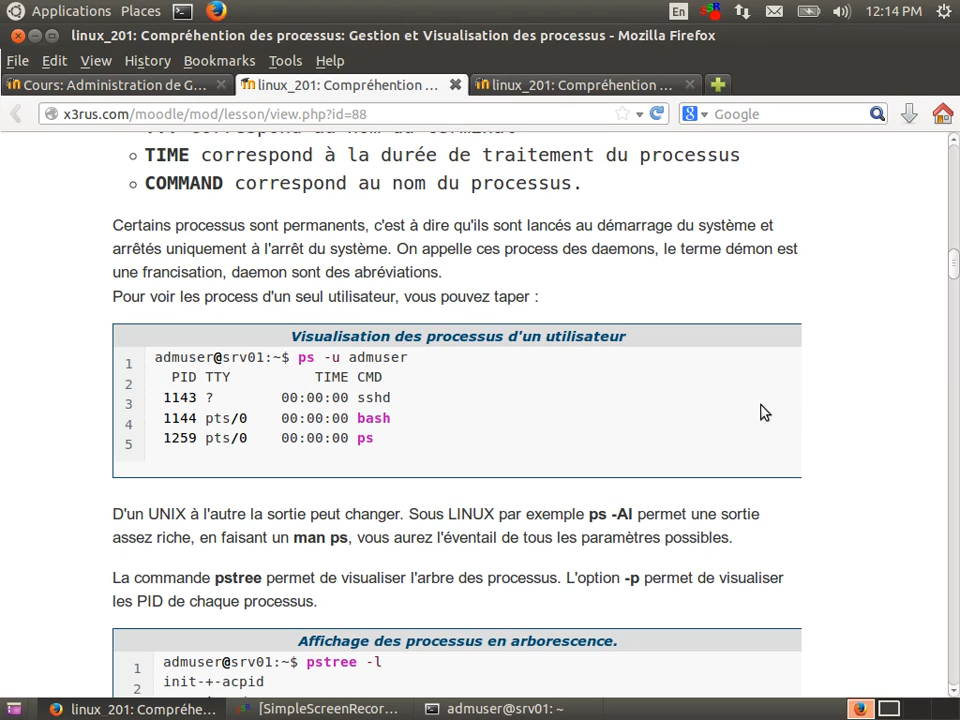 Applications Places En 12:14 PM
linux_201: Compréhention des processus: Gestion et Visualisation des processus - Mozilla Firefox
File Edit View History Bookmarks Tools Help
Cours: Administration de G... linux_201: Compréhention ... linux_201: Compréhention ...
x3rus.com/moodle/mod/lesson/view.php?id=88 Google
TIME correspond à la durée de traitement du processus
COMMAND correspond au nom du processus.
Certains processus sont permanents, c'est à dire qu'ils sont lancés au démarrage du système et
arrêtés uniquement à l'arrêt du système. On appelle ces process des daemons, le terme démon est
une francisation, daemon sont des abréviations.
Pour voir les process d'un seul utilisateur, vous pouvez taper :
Visualisation des processus d'un utilisateur
1 admuser@srv01:~$ ps -u admuser
2 PID TTY TIME CMD
3 1143 ? 00:00:00 sshd
4 1144 pts/0 00:00:00 bash
5 1259 pts/0 00:00:00 ps
D'un UNIX à l'autre la sortie peut changer. Sous LINUX par exemple ps -Al permet une sortie
assez riche, en faisant un man ps, vous aurez l'éventail de tous les paramètres possibles.
La commande pstree permet de visualiser l'arbre des processus. L'option -p permet de visualiser
les PID de chaque processus.
Affichage des processus en arborescence.
1 admuser@srv01:~$ pstree -l
2 init-+-acpid
linux_201: Compréhe... [SimpleScreenRecor... admuser@srv01: ~